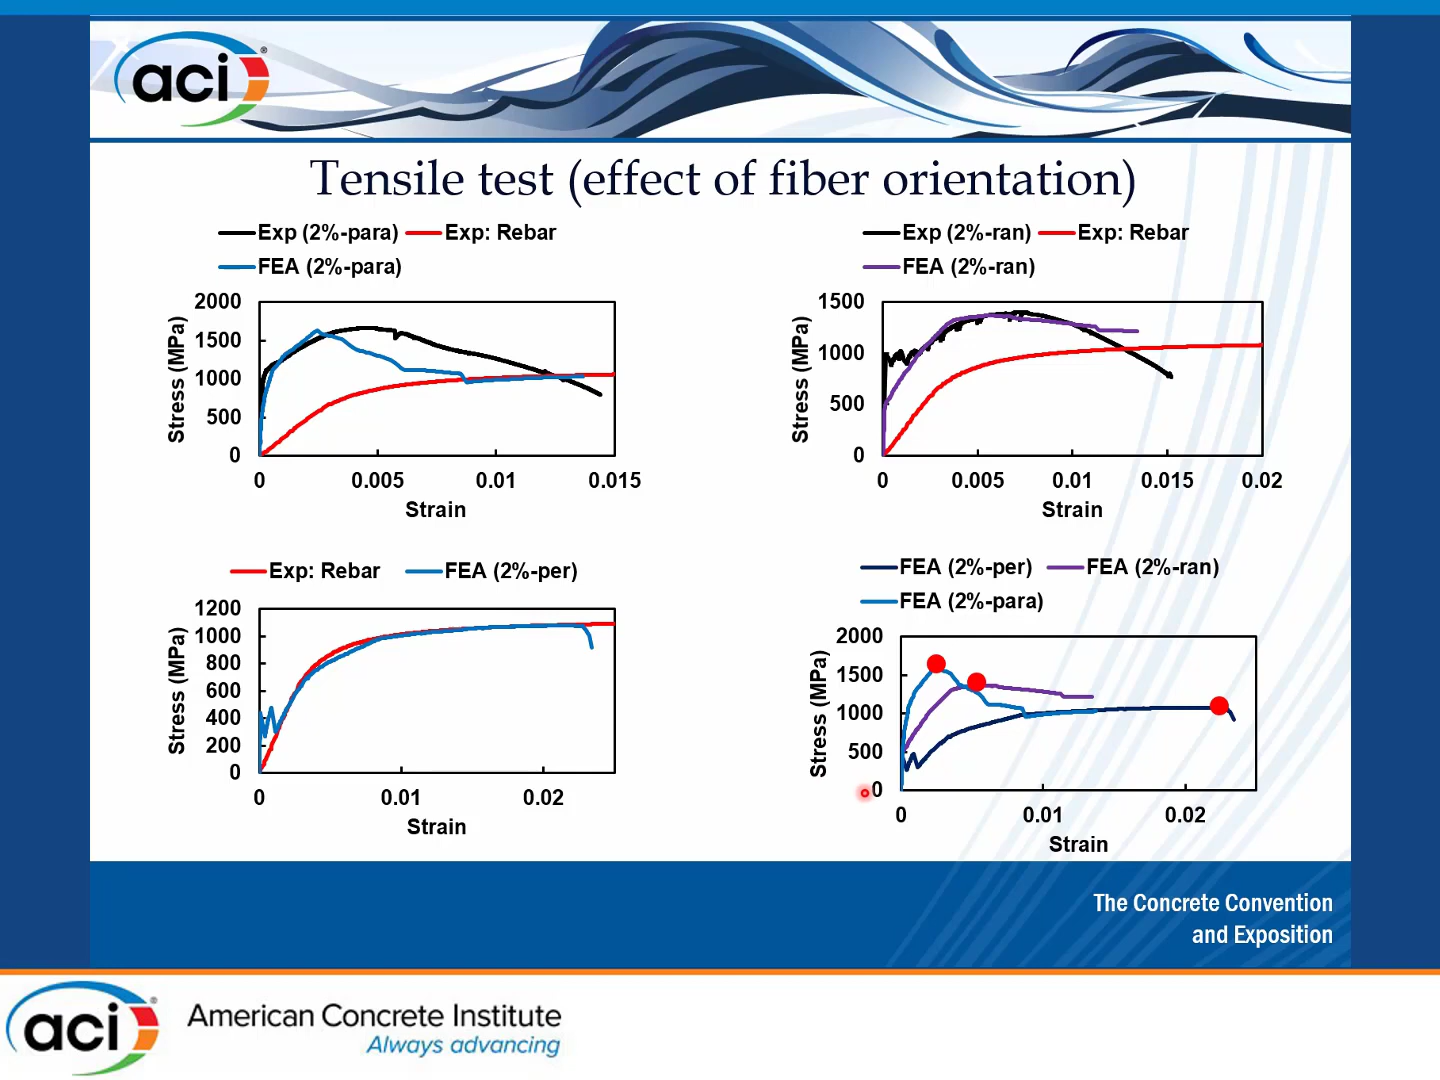 aci®
Tensile test (effect of fiber orientation)
Exp (2%-para) Exp: Rebar
FEA (2%-para)
2000
1500
1000
500
0
Stress (MPa)
0 0.005 0.01 0.015
Strain
Exp (2%-ran) Exp: Rebar
FEA (2%-ran)
1500
1000
500
0
Stress (MPa)
0 0.005 0.01 0.015 0.02
Strain
Exp: Rebar FEA (2%-per)
1200
1000
800
600
400
200
0
Stress (MPa)
0 0.01 0.02
Strain
FEA (2%-per) FEA (2%-ran)
FEA (2%-para)
2000
1500
1000
500
0
Stress (MPa)
0 0.01 0.02
Strain
The Concrete Convention
and Exposition
aci®
American Concrete Institute
Always advancing